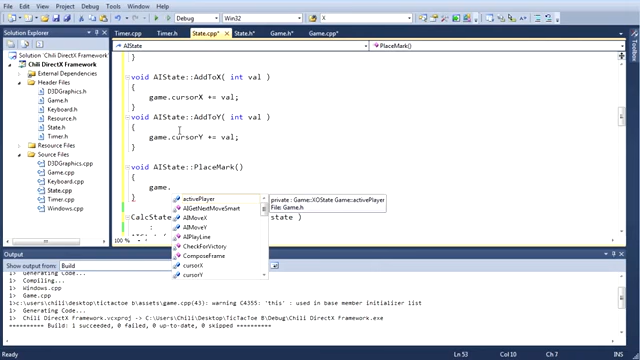 File Edit View Project Build Debug Team Data Tools Test Window Help
Debug Win32 X
Solution Explorer
Timer.cpp Timer.h State.cpp* State.h* Game.h* Game.cpp*
AIState PlaceMark()
Solution 'Chili DirectX Framework'
Chili DirectX Framework
External Dependencies
Header Files
D3DGraphics.h
Game.h
Keyboard.h
Resource.h
State.h
Timer.h
Resource Files
Source Files
D3DGraphics.cpp
Game.cpp
Keyboard.cpp
State.cpp
Timer.cpp
Windows.cpp
}
void AIState::AddToX( int val )
{
game.cursorX += val;
}
void AIState::AddToY( int val )
{
game.cursorY += val;
}
void AIState::PlaceMark()
{
game.
}
activePlayer
AIGetNextMoveSmart
AIMoveX
AIMoveY
AIPlayLine
CheckForVictory
ComposeFrame
cursorX
cursorY
private : Game::XOState Game::activePlayer
File: Game.h
CalcState state )
:
120 %
Toolbox
Output
Show output from: Build
1> Generating Code...
1> Compiling...
1> Windows.cpp
1> Game.cpp
1>c:\users\chili\desktop\tictactoe b\assets\game.cpp(43): warning C4355: 'this' : used in base member initializer list
1> Generating Code...
1> Chili DirectX Framework.vcxproj -> C:\Users\Chili\Desktop\TicTacToe B\Debug\Chili DirectX Framework.exe
========== Build: 1 succeeded, 0 failed, 0 up-to-date, 0 skipped ==========
Ready Ln 53 Col 14